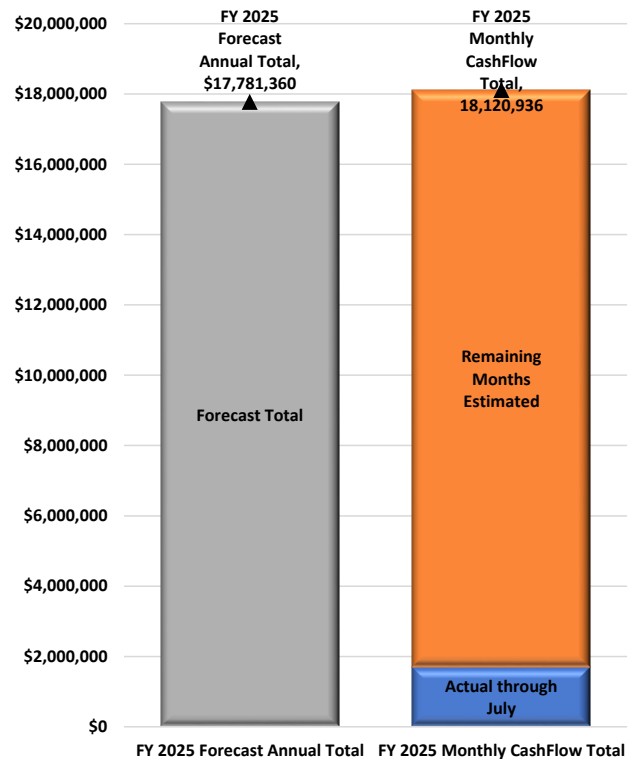 FY 2025
Forecast
Annual Total,
$17,781,360
FY 2025
Monthly
CashFlow
Total,
18,120,936
$20,000,000
$18,000,000
$16,000,000
$14,000,000
$12,000,000
$10,000,000
$8,000,000
$6,000,000
$4,000,000
$2,000,000
$0
Forecast Total
Remaining
Months
Estimated
Actual through
July
FY 2025 Forecast Annual Total
FY 2025 Monthly CashFlow Total